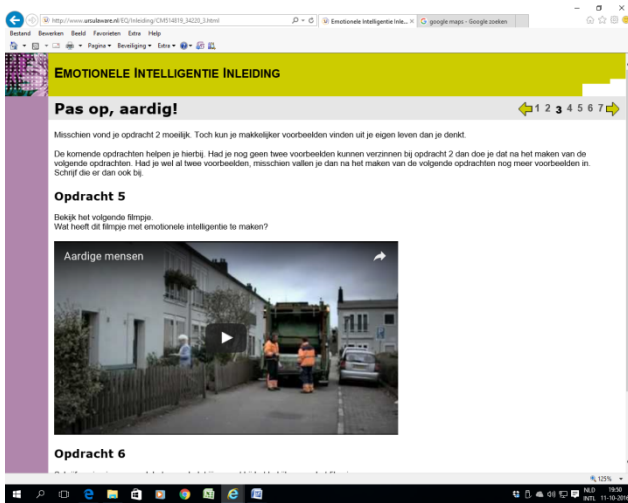 http://www.ursulaware.nl/EQ/Inleiding/CM314819_34220_3.html
Emotionele Intelligentie Inle...
google maps - Google zoeken
Bestand Bewerken Beeld Favorieten Extra Help
Pagina Beveiliging Extra
EMOTIONELE INTELLIGENTIE INLEIDING
Pas op, aardig!
1 2 3 4 5 6 7
Misschien vond je opdracht 2 moeilijk. Toch kun je makkelijker voorbeelden vinden uit je eigen leven dan je denkt.
De komende opdrachten helpen je hierbij. Had je nog geen twee voorbeelden kunnen verzinnen bij opdracht 2 dan doe je dat na het maken van de
volgende opdrachten. Had je wel al twee voorbeelden, misschien vallen je dan na het maken van de volgende opdrachten nog meer voorbeelden in.
Schrijf die er dan ook bij.
Opdracht 5
Bekijk het volgende filmpje.
Wat heeft dit filmpje met emotionele intelligentie te maken?
Aardige mensen
Opdracht 6
125%
NLD 19:50
INTL 11-10-2016